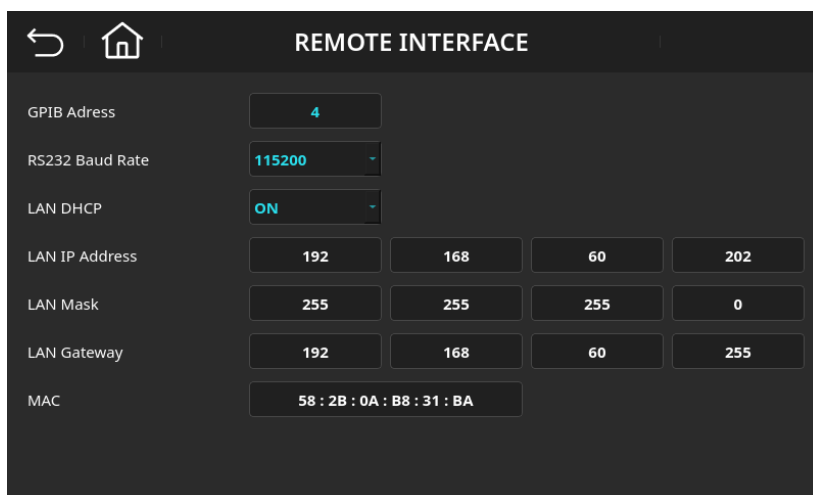 REMOTE INTERFACE
GPIB Adress 4
RS232 Baud Rate 115200
LAN DHCP ON
LAN IP Address 192 168 60 202
LAN Mask 255 255 255 0
LAN Gateway 192 168 60 255
MAC 58 : 2B : 0A : B8 : 31 : BA